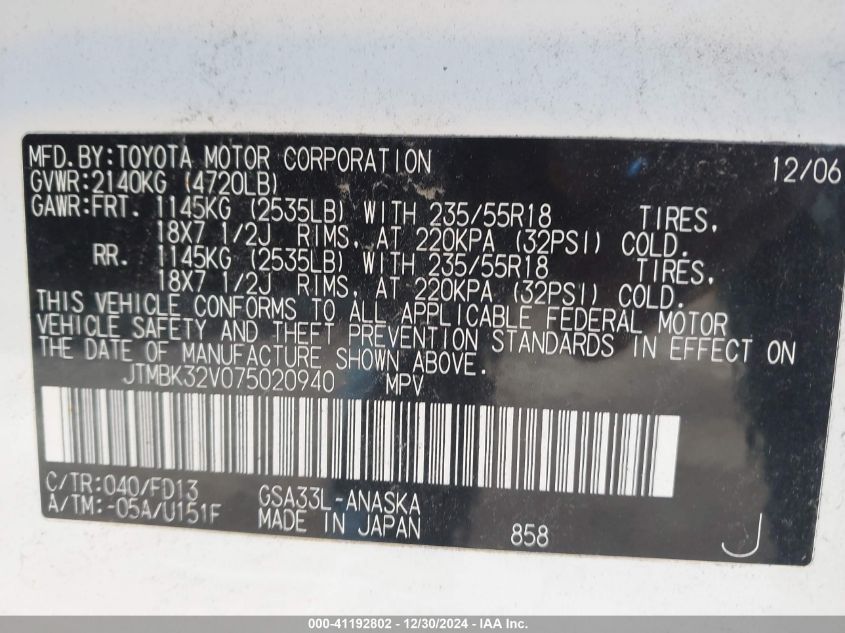 MFD.BY:TOYOTA MOTOR CORPORATION 12/06
GVWR:2140KG (4720LB)
GAWR:FRT. 1145KG (2535LB) WITH 235/55R18 TIRES,
18X7 1/2J RIMS, AT 220KPA (32PSI) COLD.
RR. 1145KG (2535LB) WITH 235/55R18 TIRES,
18X7 1/2J RIMS, AT 220KPA (32PSI) COLD.
THIS VEHICLE CONFORMS TO ALL APPLICABLE FEDERAL MOTOR
VEHICLE SAFETY AND THEFT PREVENTION STANDARDS IN EFFECT ON
THE DATE OF MANUFACTURE SHOWN ABOVE.
JTMBK32V075020940 MPV
C/TR:040/FD13 GSA33L-ANASKA
A/TM:-05A/U151F MADE IN JAPAN 858 J
000-41192802 - 12/30/2024 - IAA Inc.